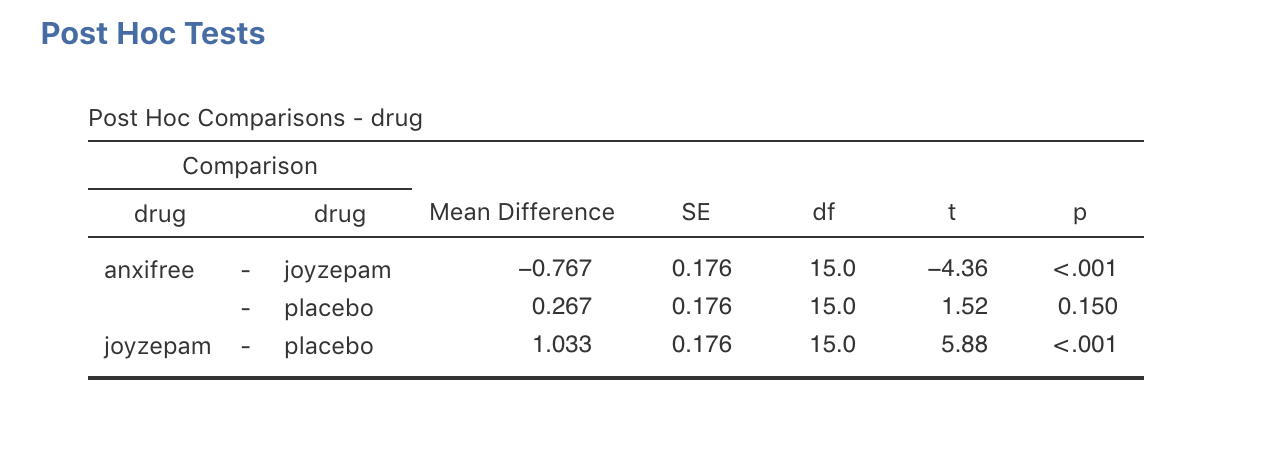 Post Hoc Tests
Post Hoc Comparisons - drug
Comparison
drug drug Mean Difference SE df t p
anxifree - joyzepam −0.767 0.176 15.0 −4.36 <.001
- placebo 0.267 0.176 15.0 1.52 0.150
joyzepam - placebo 1.033 0.176 15.0 5.88 <.001